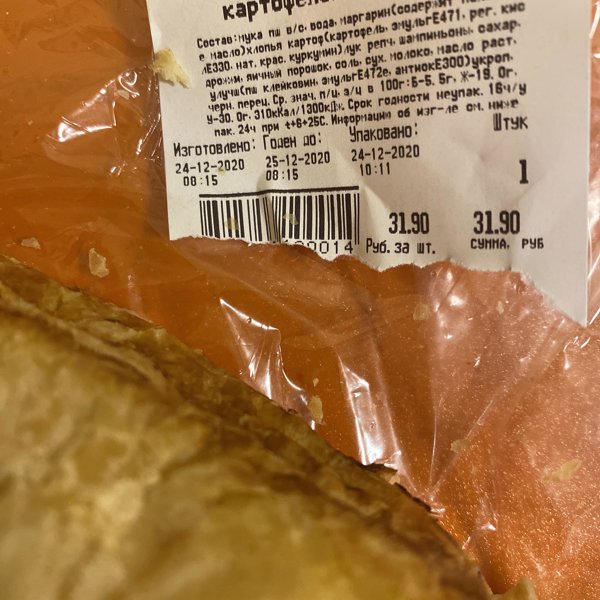 картофел
Состав:мука пш в/с, вода, маргарин(содержит
е масло)хлопья картоф(картофель, эмульгЕ471, рег. кис
лЕ330, нат. крас. куркумин)лук репч, шампиньоны, сахар,
дрожжи, яичный порошок, соль, сух. молоко, масло раст,
улучш(пш клейковин, эмульгЕ472е, антиокЕ300)укроп,
черн. перец. Ср. знач. п/ц, э/ц в 100г:Б-5. 5г, Ж-19. 0г,
У-30. 0г. 310кКал/1300кДж. Срок годности неупак. 16ч/у
пак. 24ч при t+6+25С. Информации об изг-ле см. ниже
Изготовлено: Годен до: Упаковано: Штук
24-12-2020 25-12-2020 24-12-2020
08:15 08:15 10:11 1
31.90 31.90
Руб. за шт. СУММА, РУБ